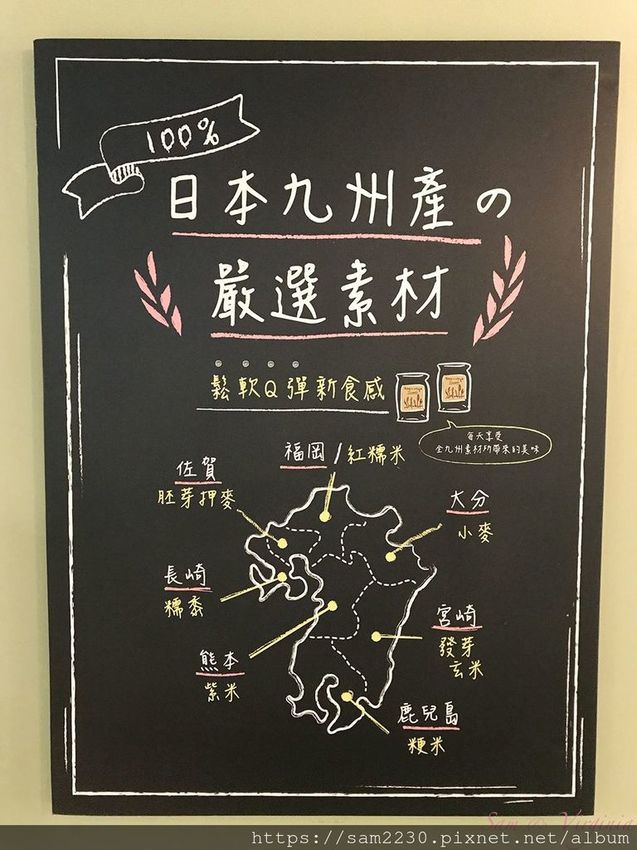 100%
日本九州產の
嚴選素材
鬆軟Q彈新食感
每天享受
全九州素材所帶來的美味
福岡/紅糯米
佐賀
胚芽押麥
大分
小麥
長崎
糯黍
宮崎
發芽
玄米
熊本
紫米
鹿兒島
粳米
Sam & Virginia
https://sam2230.pixnet.net/album